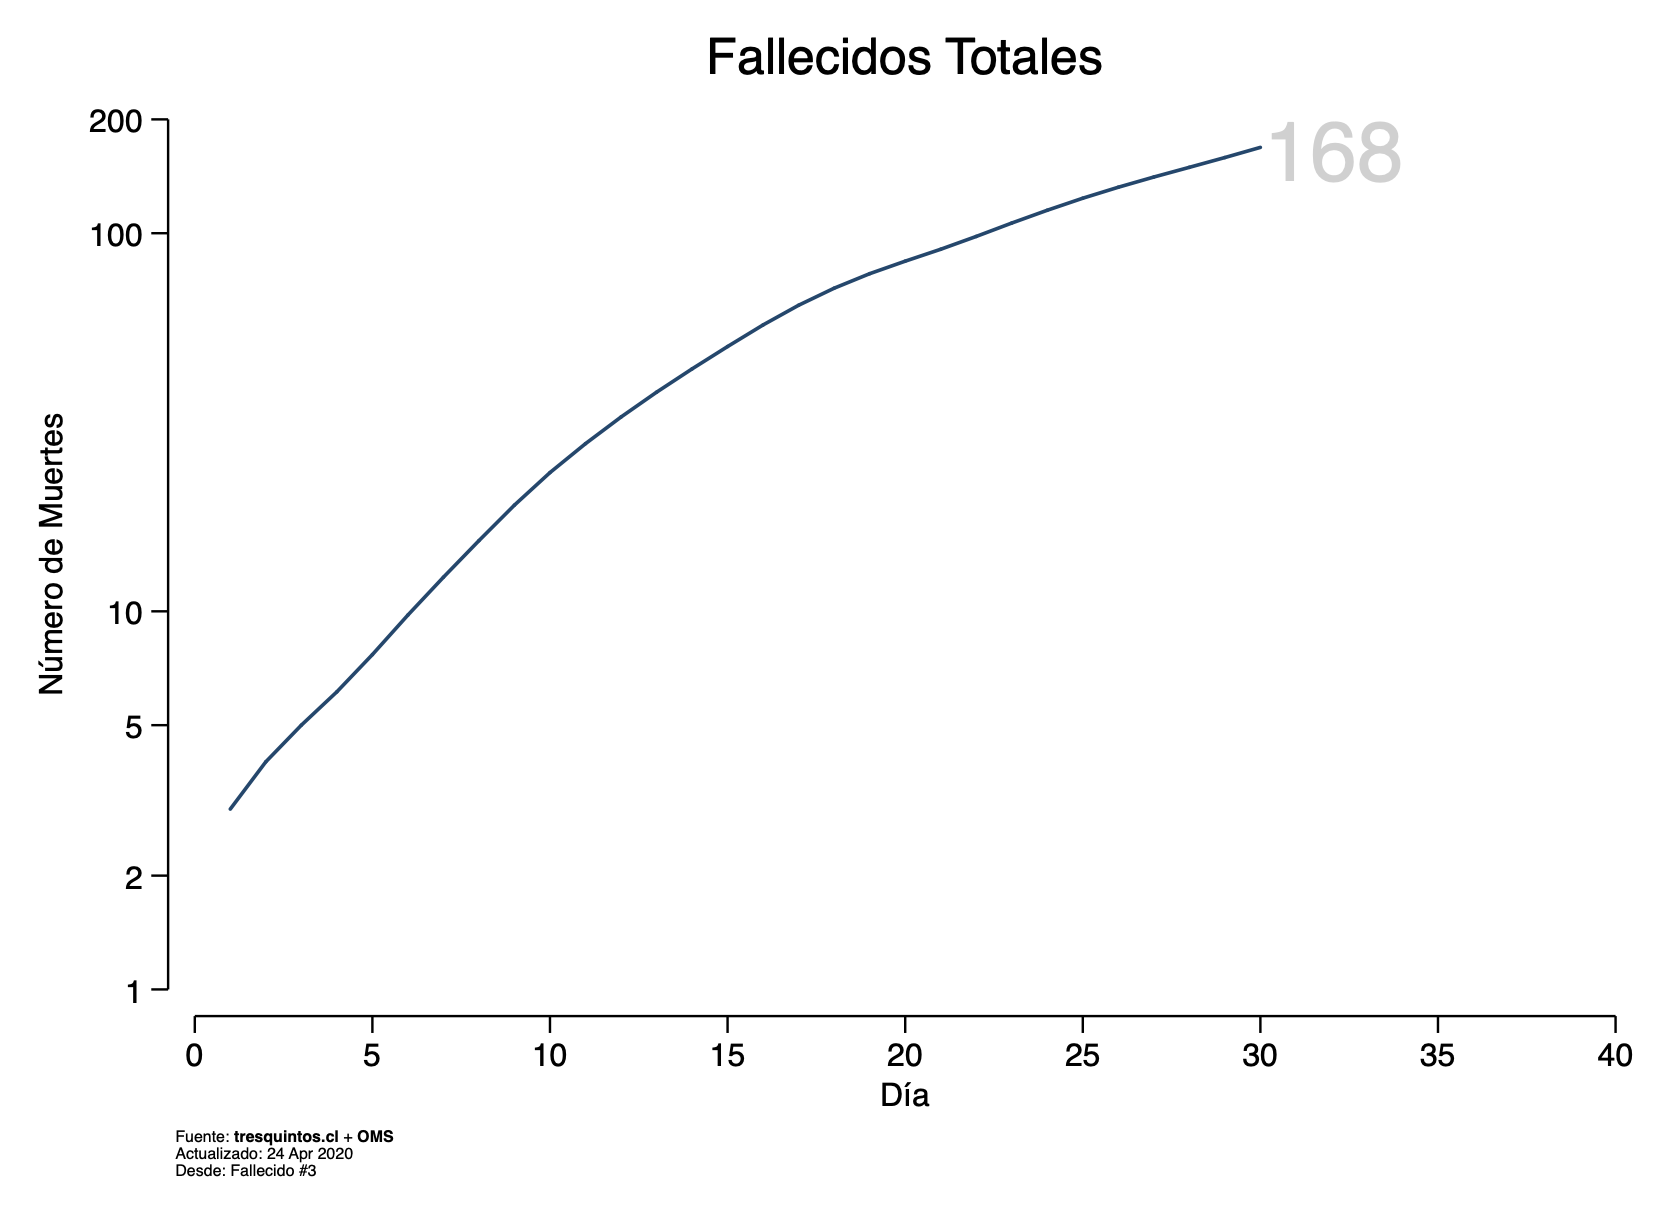 Fallecidos Totales
200
168
100
10
5
2
1
Número de Muertes
0 5 10 15 20 25 30 35 40
Día
Fuente: tresquintos.cl + OMS
Actualizado: 24 Apr 2020
Desde: Fallecido #3